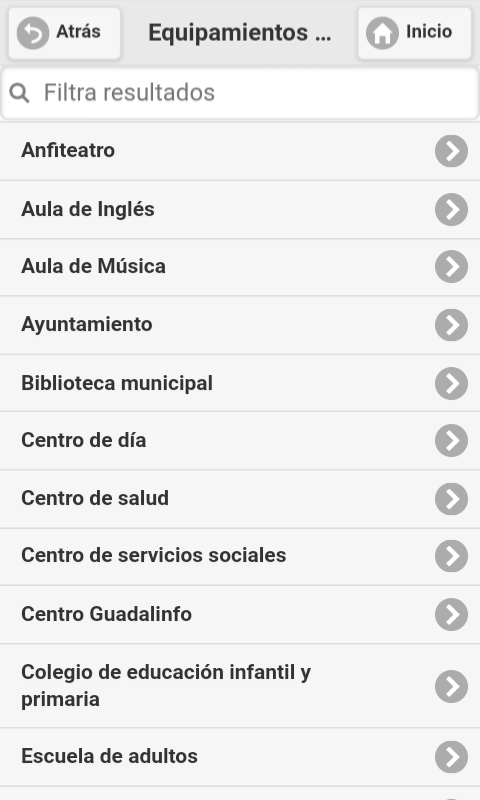 Atrás
Equipamientos ...
Inicio
Filtra resultados
Anfiteatro
Aula de Inglés
Aula de Música
Ayuntamiento
Biblioteca municipal
Centro de día
Centro de salud
Centro de servicios sociales
Centro Guadalinfo
Colegio de educación infantil y
primaria
Escuela de adultos